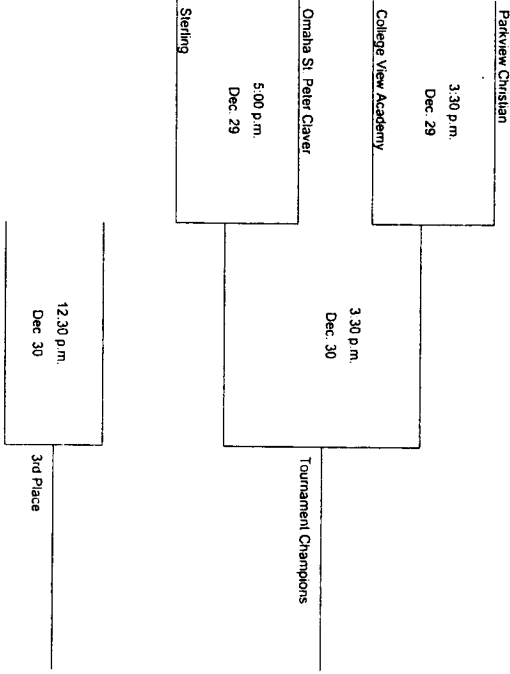 Parkview Christian
3:30 p.m.
Dec. 29
College View Academy
3:30 p.m.
Dec. 30
Omaha St. Peter Claver
5:00 p.m.
Dec. 29
Sterling
Tournament Champions
12.30 p.m.
Dec 30
3rd Place